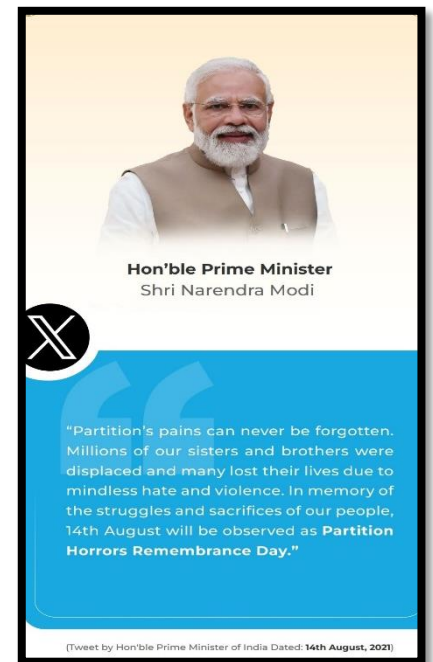 Hon'ble Prime Minister
Shri Narendra Modi
"Partition's pains can never be forgotten.
Millions of our sisters and brothers were
displaced and many lost their lives due to
mindless hate and violence. In memory of
the struggles and sacrifices of our people,
14th August will be observed as Partition
Horrors Remembrance Day."
(Tweet by Hon'ble Prime Minister of India Dated: 14th August, 2021)